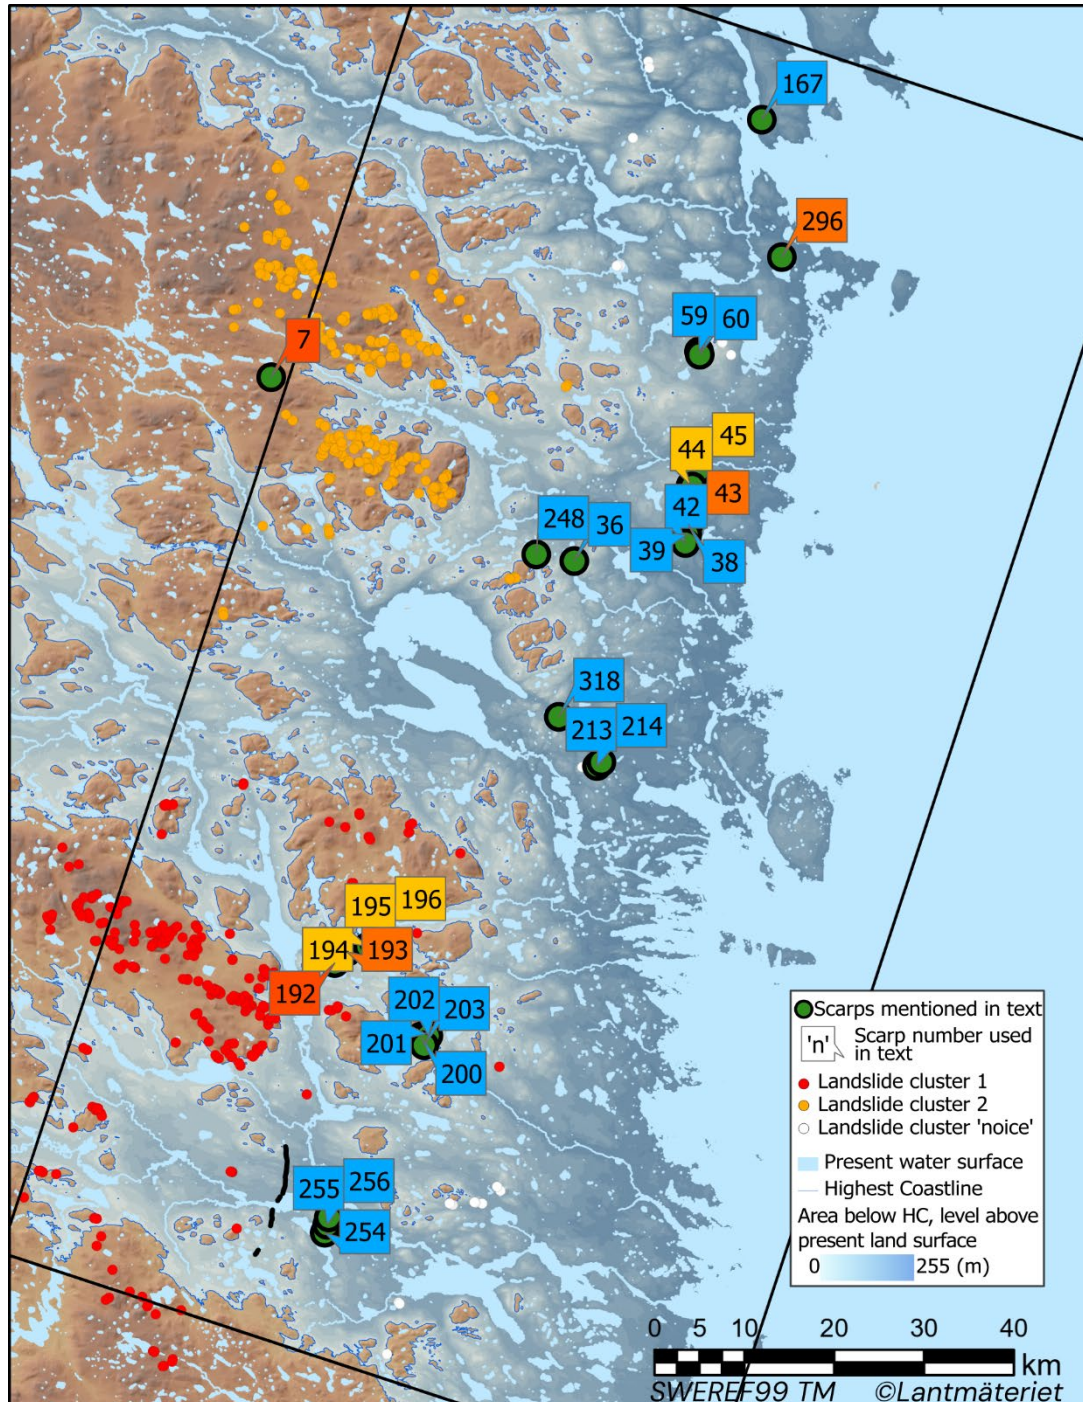 167
296
59 60
7
45
44
43
42
248 36
39 38
318
213 214
195 196
194 193
192
202 203
201
200
255 256
254
Scarps mentioned in text
'n' Scarp number used
in text
Landslide cluster 1
Landslide cluster 2
Landslide cluster 'noice'
Present water surface
Highest Coastline
Area below HC, level above
present land surface
0 255 (m)
0 5 10 20 30 40
km
SWEREF99 TM ©Lantmäteriet